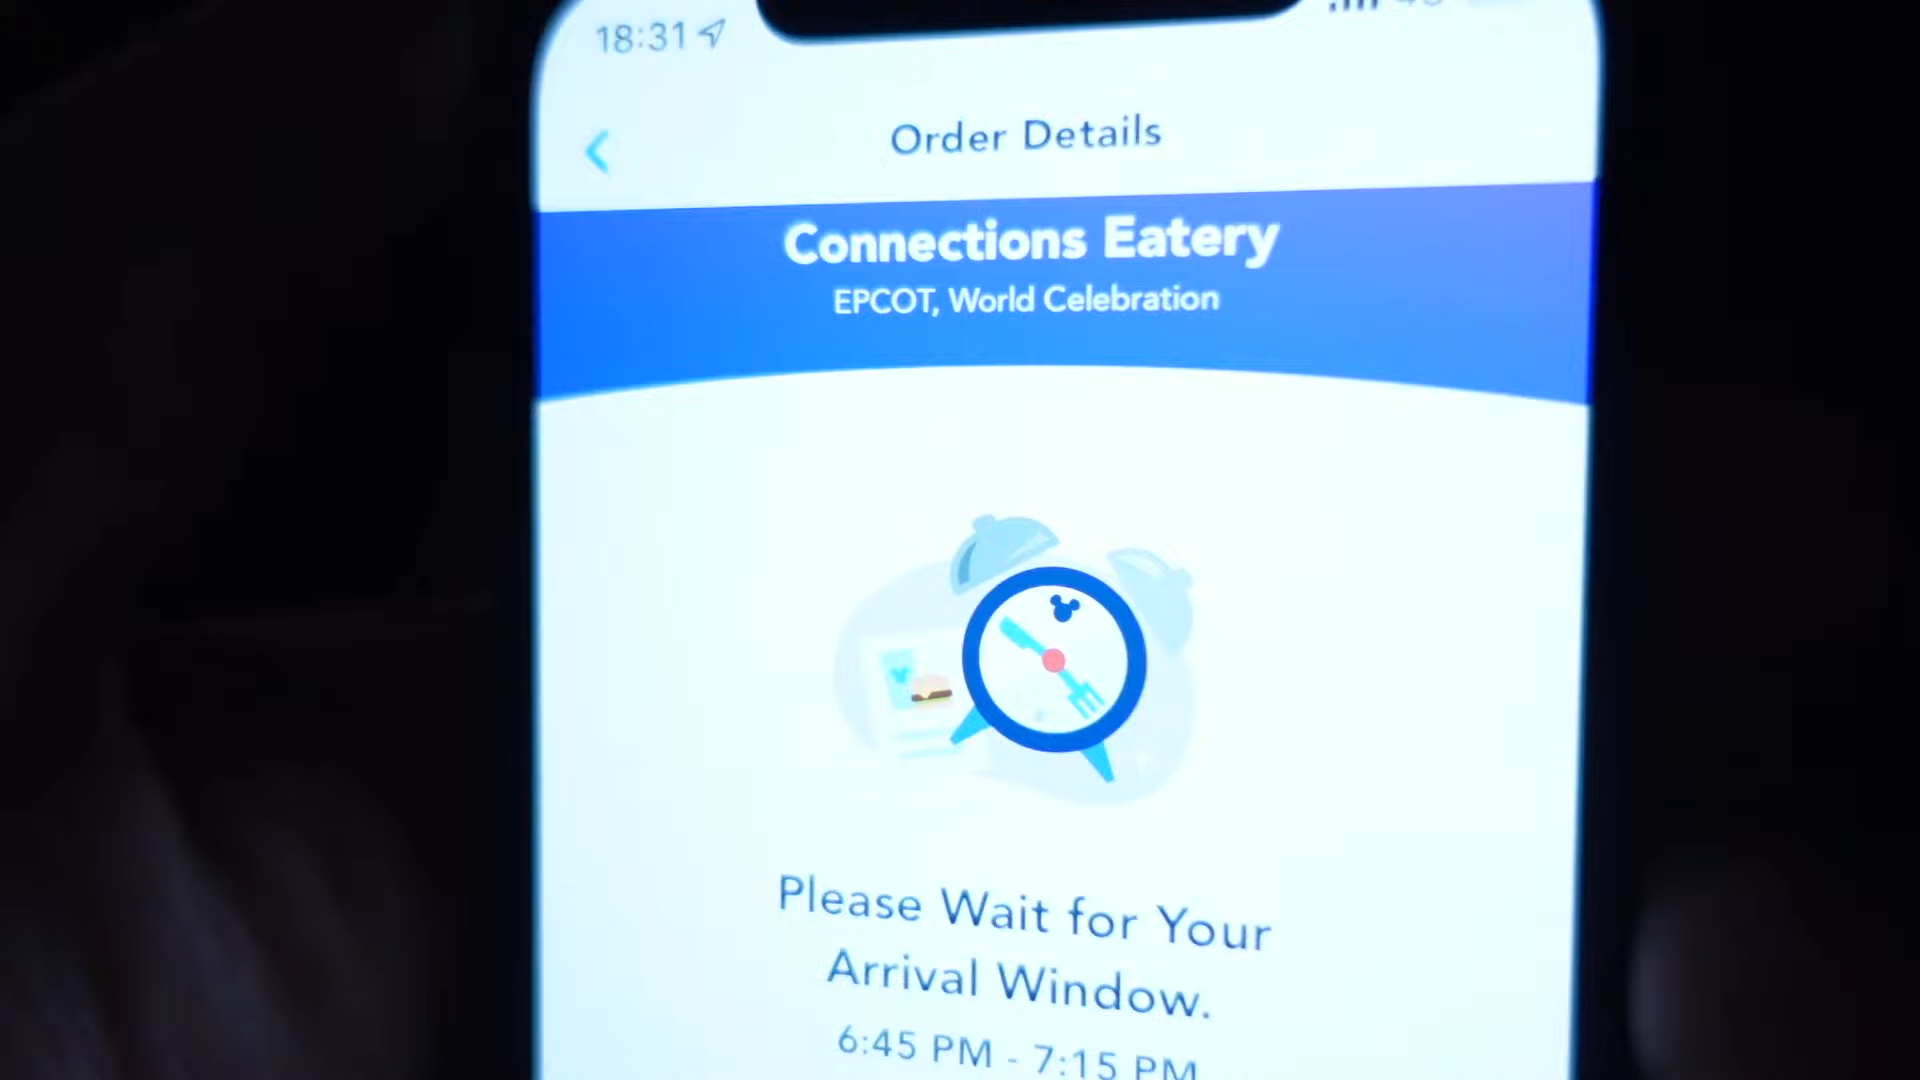 18:31
Order Details
Connections Eatery
EPCOT, World Celebration
Please Wait for Your
Arrival Window.
6:45 PM - 7:15 PM